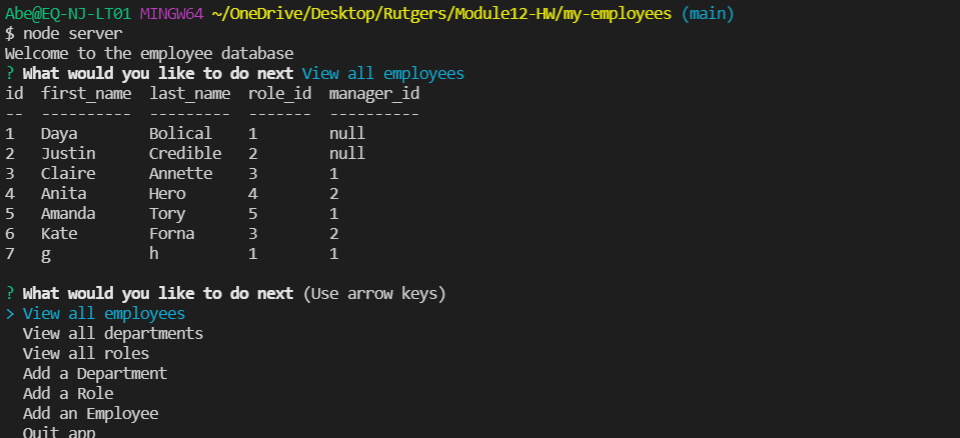 Abe@EQ-NJ-LT01 MINGW64 ~/OneDrive/Desktop/Rutgers/Module12-HW/my-employees (main)
$ node server
Welcome to the employee database
? What would you like to do next View all employees
id  first_name  last_name  role_id  manager_id
--  ----------  ---------  -------  ----------
1   Daya        Bolical    1        null
2   Justin      Credible   2        null
3   Claire      Annette    3        1
4   Anita       Hero       4        2
5   Amanda      Tory       5        1
6   Kate        Forna      3        2
7   g           h          1        1
? What would you like to do next (Use arrow keys)
> View all employees
  View all departments
  View all roles
  Add a Department
  Add a Role
  Add an Employee
  Quit app